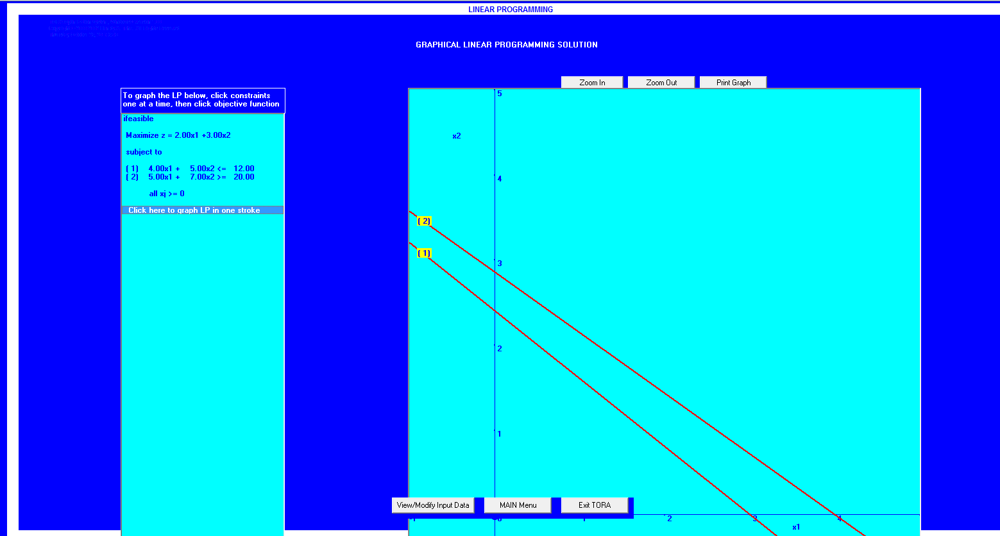 LINEAR PROGRAMMING
GRAPHICAL LINEAR PROGRAMMING SOLUTION
Zoom In Zoom Out Print Graph
To graph the LP below, click constraints
one at a time, then click objective function
ifeasible
Maximize z = 2.00x1 +3.00x2
subject to
( 1) 4.00x1 + 5.00x2 <= 12.00
( 2) 5.00x1 + 7.00x2 >= 20.00
all xj >= 0
Click here to graph LP in one stroke
5
x2
4
( 2)
( 1)
3
2
1
View/Modify Input Data MAIN Menu Exit TORA
2 3 4
x1